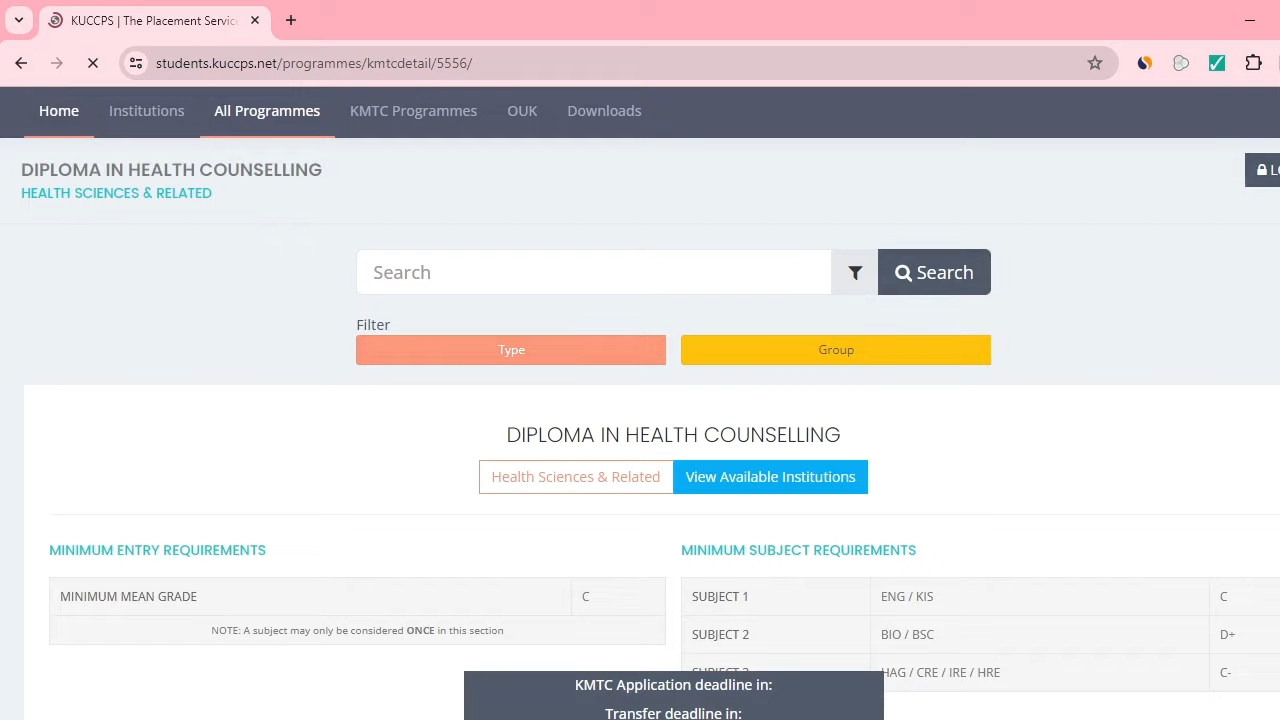 KUCCPS | The Placement Servic
students.kuccps.net/programmes/kmtcdetail/5556/
Home Institutions All Programmes KMTC Programmes OUK Downloads
DIPLOMA IN HEALTH COUNSELLING
HEALTH SCIENCES & RELATED
Search Search
Filter
Type Group
DIPLOMA IN HEALTH COUNSELLING
Health Sciences & Related View Available Institutions
MINIMUM ENTRY REQUIREMENTS
MINIMUM MEAN GRADE C
NOTE: A subject may only be considered ONCE in this section
MINIMUM SUBJECT REQUIREMENTS
SUBJECT 1 ENG / KIS C
SUBJECT 2 BIO / BSC D+
SUBJECT 3 HAG / CRE / IRE / HRE C-
KMTC Application deadline in:
Transfer deadline in: